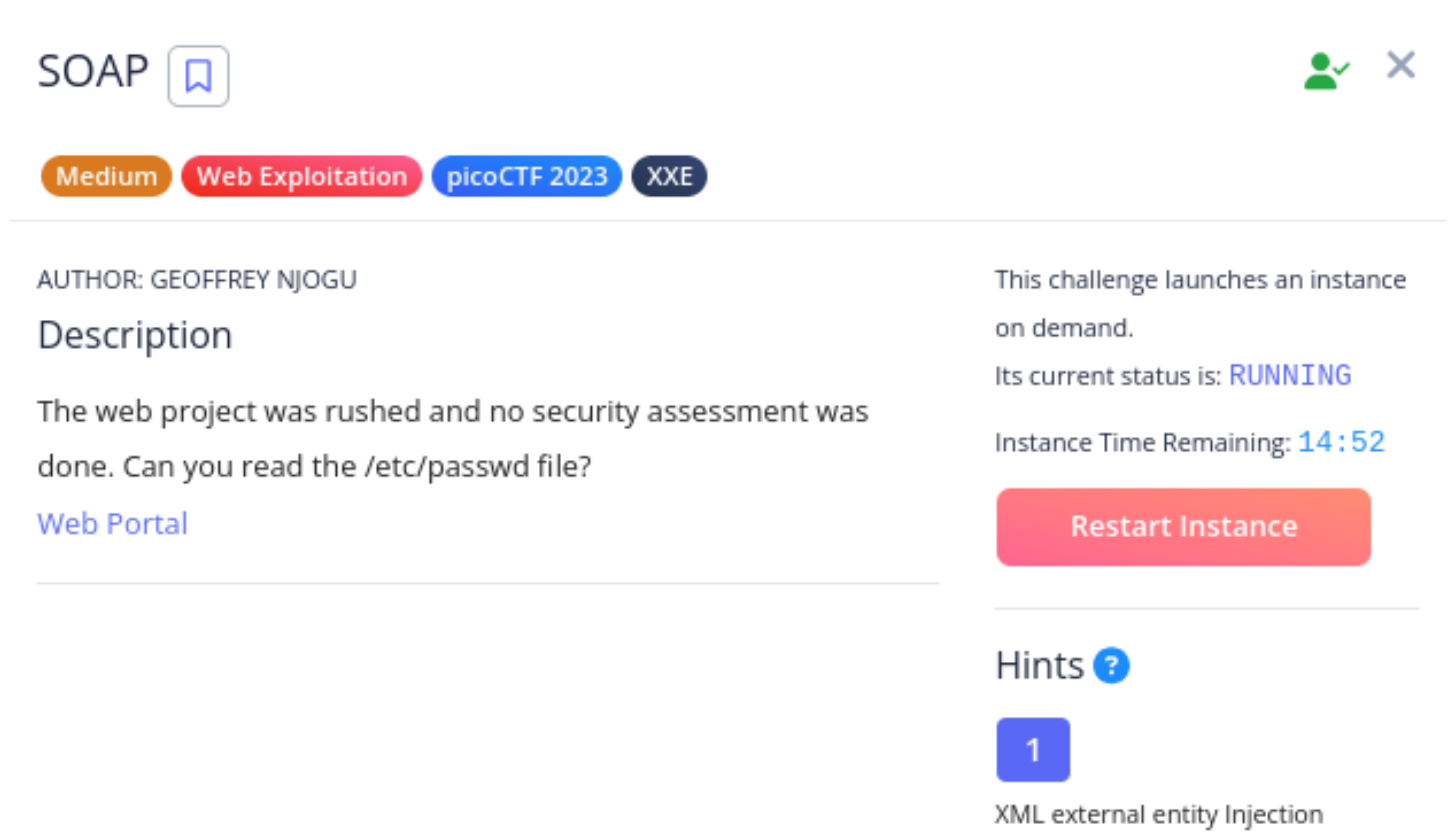 SOAP
Medium Web Exploitation picoCTF 2023 XXE
AUTHOR: GEOFFREY NJOGU
Description
The web project was rushed and no security assessment was
done. Can you read the /etc/passwd file?
Web Portal
This challenge launches an instance
on demand.
Its current status is: RUNNING
Instance Time Remaining: 14:52
Restart Instance
Hints ?
1
XML external entity Injection